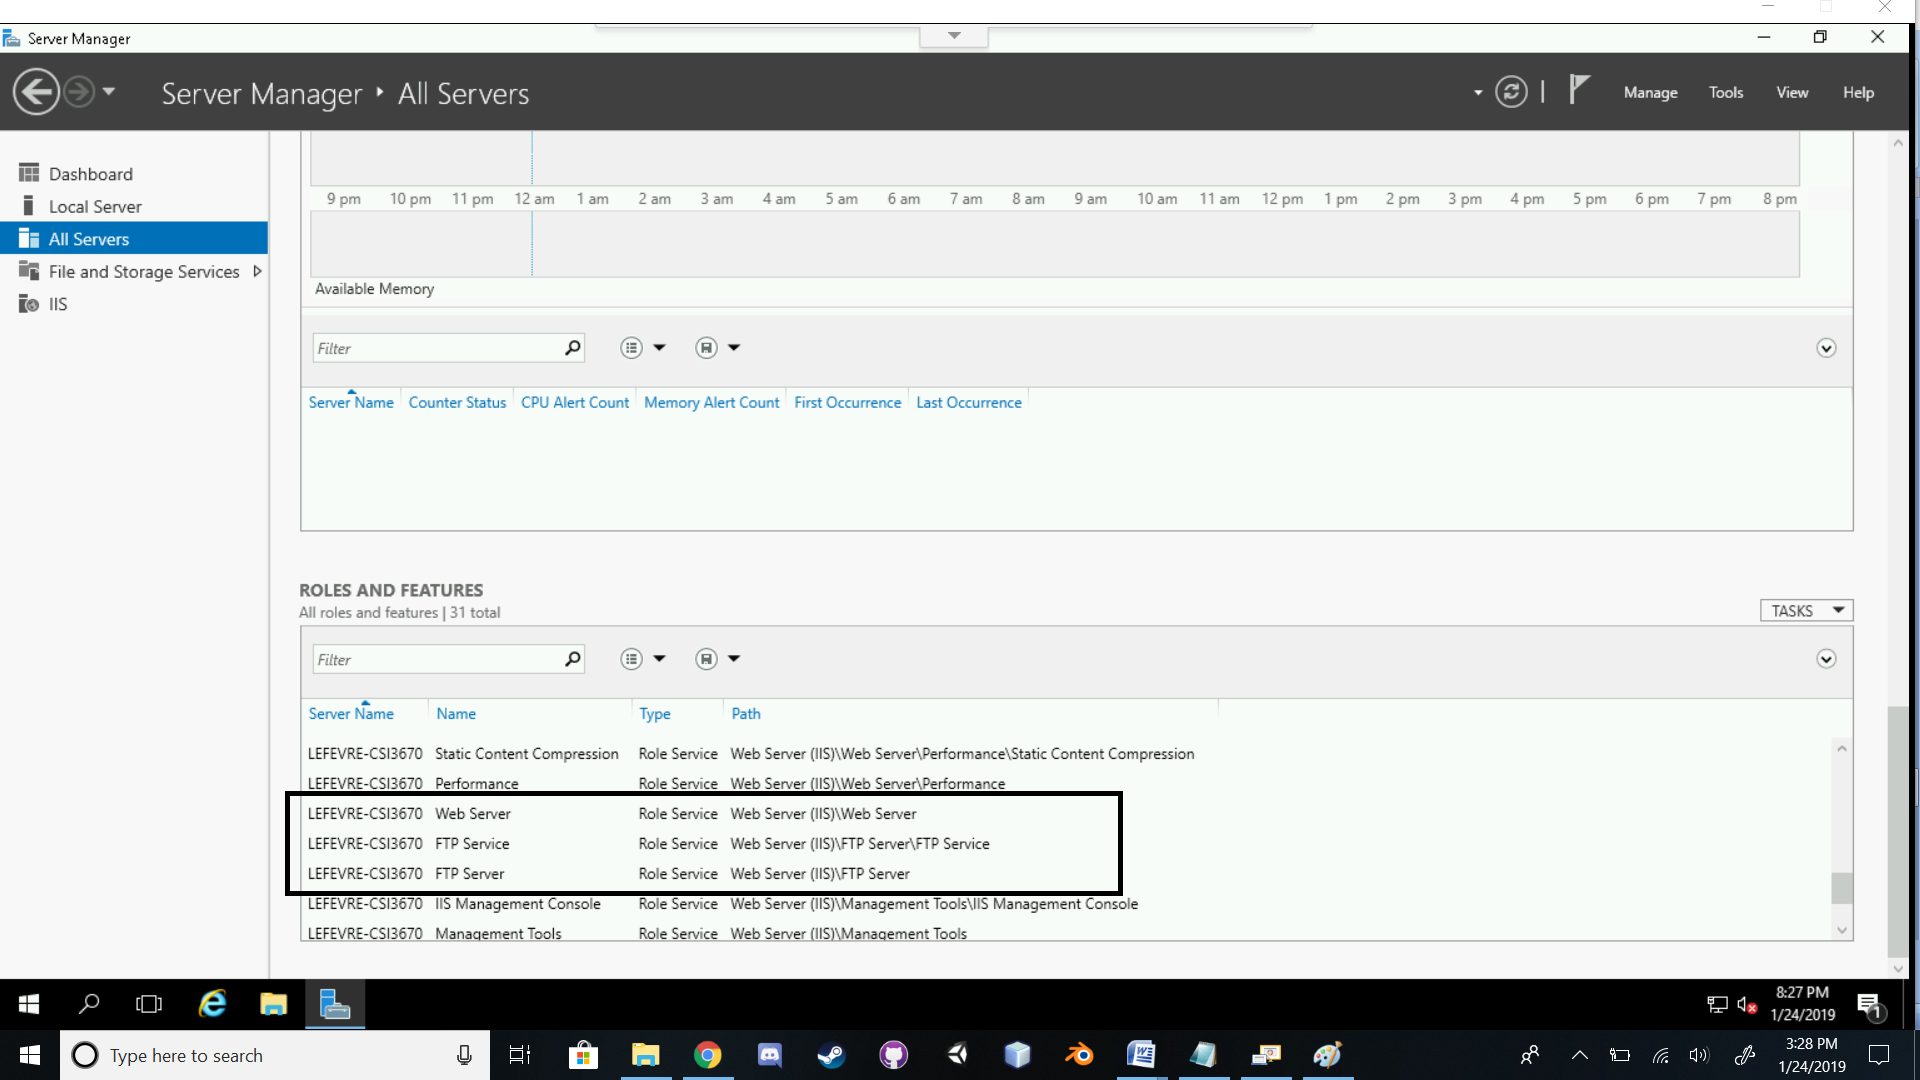 Server Manager
Server Manager ‣ All Servers
Manage Tools View Help
Dashboard
Local Server
All Servers
File and Storage Services
IIS
9 pm 10 pm 11 pm 12 am 1 am 2 am 3 am 4 am 5 am 6 am 7 am 8 am 9 am 10 am 11 am 12 pm 1 pm 2 pm 3 pm 4 pm 5 pm 6 pm 7 pm 8 pm
Available Memory
Filter
Server Name Counter Status CPU Alert Count Memory Alert Count First Occurrence Last Occurrence
ROLES AND FEATURES
All roles and features | 31 total
TASKS
Filter
Server Name Name Type Path
LEFEVRE-CSI3670 Static Content Compression Role Service Web Server (IIS)\Web Server\Performance\Static Content Compression
LEFEVRE-CSI3670 Performance Role Service Web Server (IIS)\Web Server\Performance
LEFEVRE-CSI3670 Web Server Role Service Web Server (IIS)\Web Server
LEFEVRE-CSI3670 FTP Service Role Service Web Server (IIS)\FTP Server\FTP Service
LEFEVRE-CSI3670 FTP Server Role Service Web Server (IIS)\FTP Server
LEFEVRE-CSI3670 IIS Management Console Role Service Web Server (IIS)\Management Tools\IIS Management Console
LEFEVRE-CSI3670 Management Tools Role Service Web Server (IIS)\Management Tools
8:27 PM
1/24/2019
1
Type here to search
3:28 PM
1/24/2019